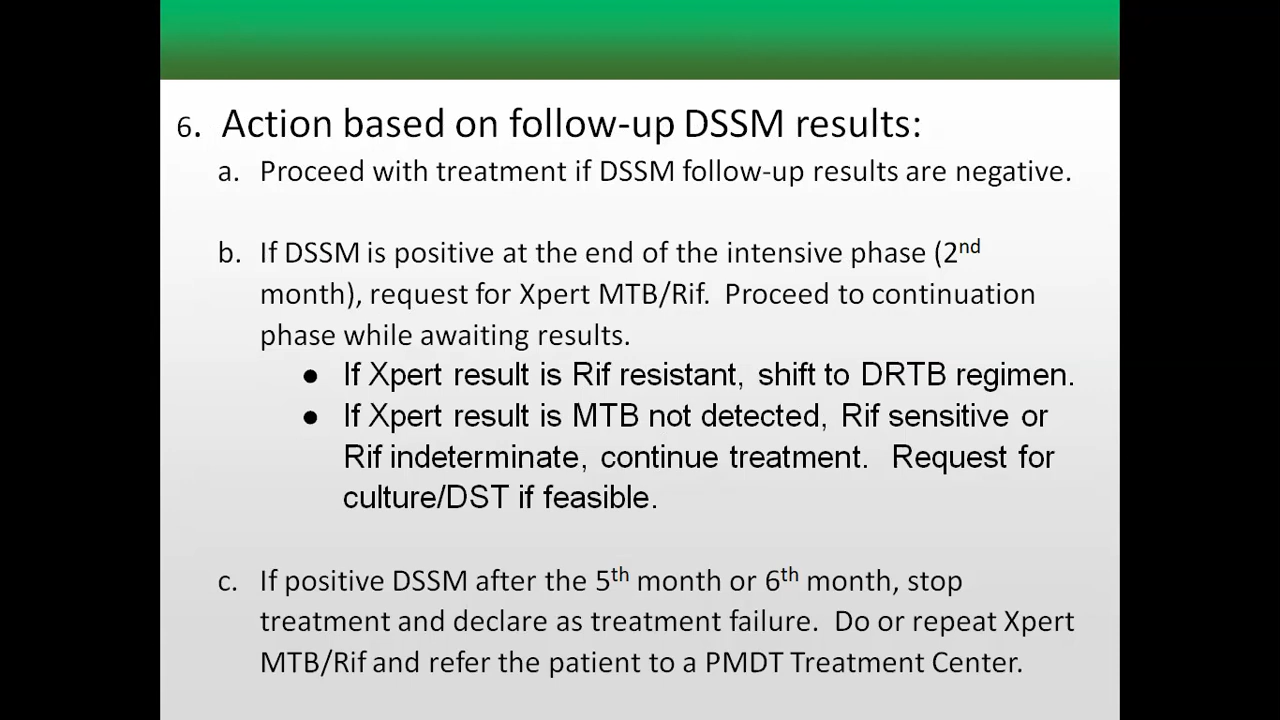 6. Action based on follow-up DSSM results:
a. Proceed with treatment if DSSM follow-up results are negative.
b. If DSSM is positive at the end of the intensive phase (2nd
month), request for Xpert MTB/Rif. Proceed to continuation
phase while awaiting results.
● If Xpert result is Rif resistant, shift to DRTB regimen.
● If Xpert result is MTB not detected, Rif sensitive or
Rif indeterminate, continue treatment. Request for
culture/DST if feasible.
c. If positive DSSM after the 5th month or 6th month, stop
treatment and declare as treatment failure. Do or repeat Xpert
MTB/Rif and refer the patient to a PMDT Treatment Center.